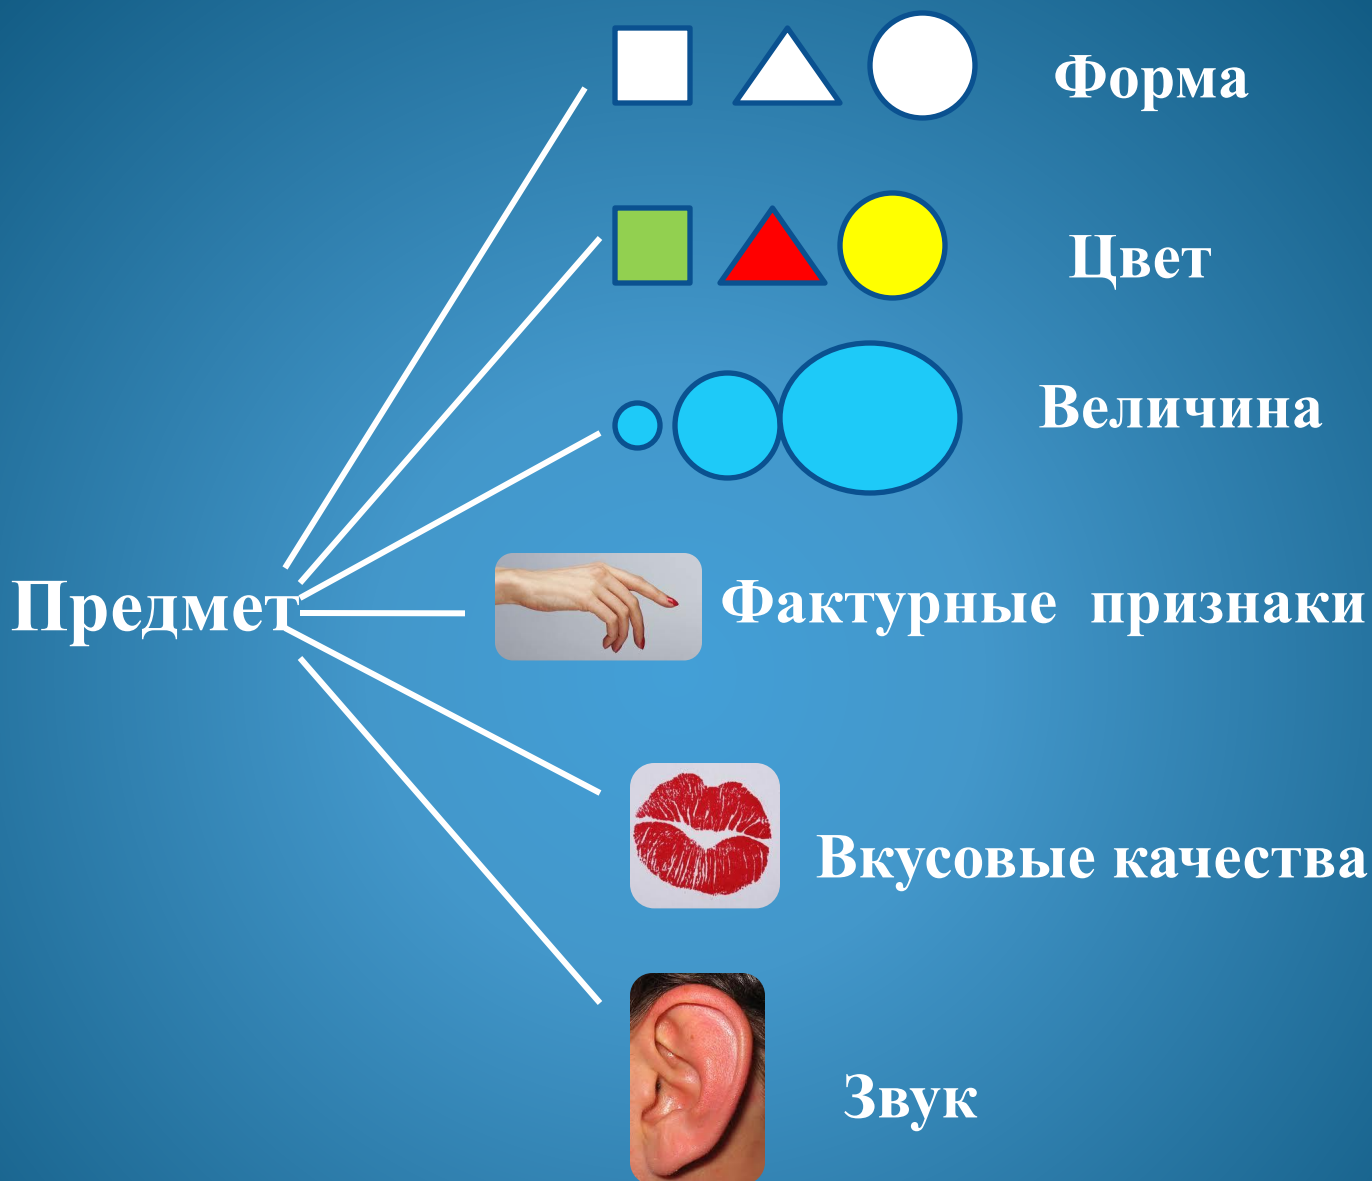 Форма
Цвет
Величина
Предмет
Фактурные признаки
Вкусовые качества
Звук